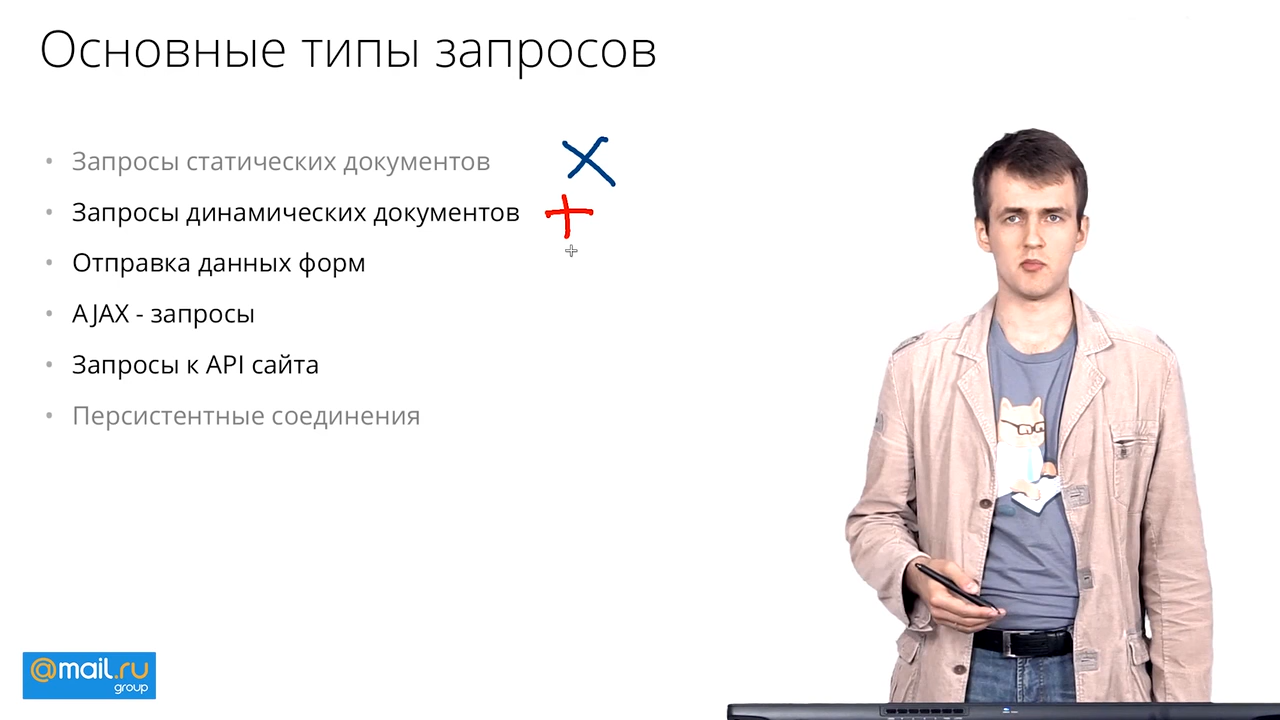 Основные типы запросов
• Запросы статических документов
• Запросы динамических документов
• Отправка данных форм
• AJAX - запросы
• Запросы к API сайта
• Персистентные соединения
@mail.ru
group